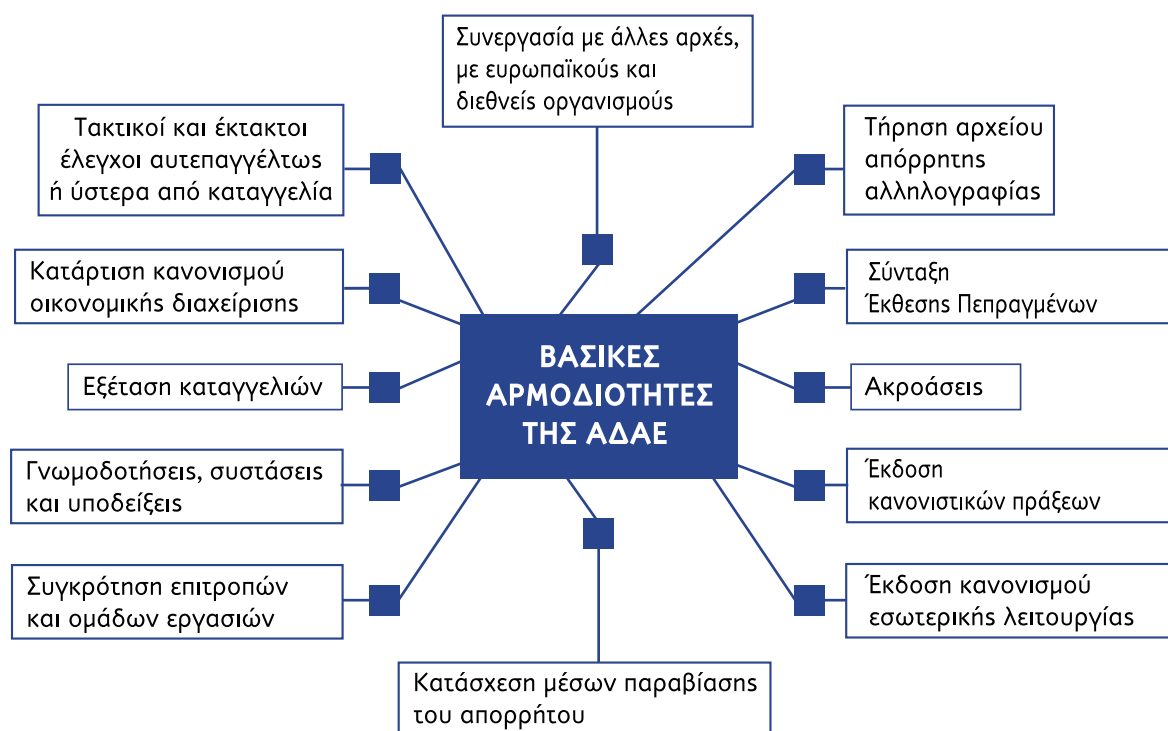 Συνεργασία με άλλες αρχές,
με ευρωπαϊκούς και
διεθνείς οργανισμούς
Τακτικοί και έκτακτοι
έλεγχοι αυτεπαγγέλτως
ή ύστερα από καταγγελία
Τήρηση αρχείου
απόρρητης
αλληλογραφίας
Κατάρτιση κανονισμού
οικονομικής διαχείρισης
Σύνταξη
Έκθεσης Πεπραγμένων
ΒΑΣΙΚΕΣ
ΑΡΜΟΔΙΟΤΗΤΕΣ
ΤΗΣ ΑΔΑΕ
Εξέταση καταγγελιών
Ακροάσεις
Γνωμοδοτήσεις, συστάσεις
και υποδείξεις
Έκδοση
κανονιστικών πράξεων
Συγκρότηση επιτροπών
και ομάδων εργασιών
Έκδοση κανονισμού
εσωτερικής λειτουργίας
Κατάσχεση μέσων παραβίασης
του απορρήτου